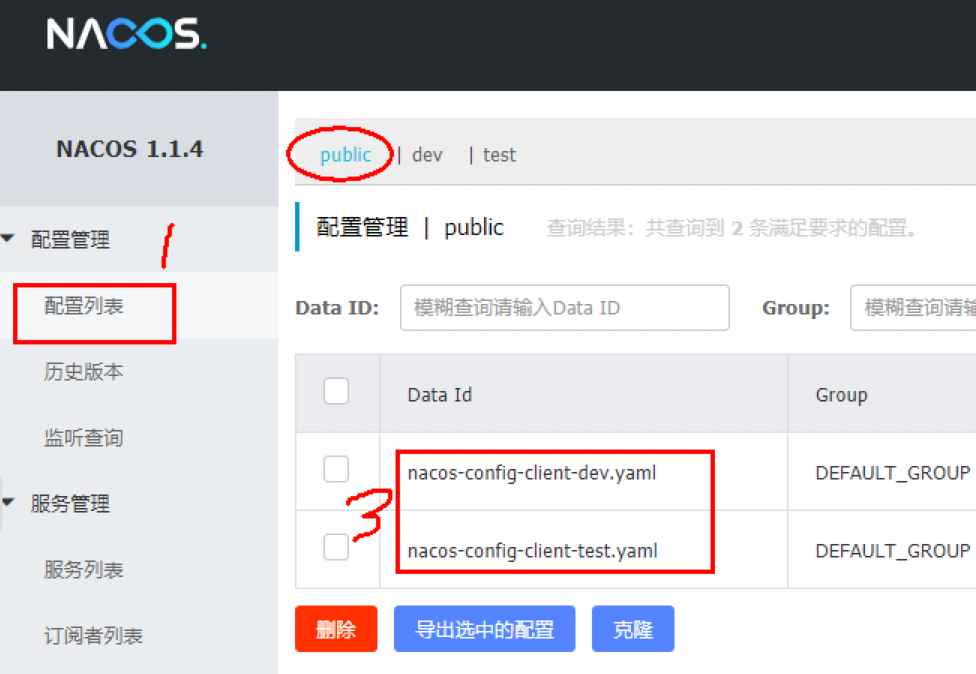 NACOS.
NACOS 1.1.4
配置管理
1
配置列表
历史版本
监听查询
服务管理
服务列表
订阅者列表
public | dev | test
配置管理 | public 查询结果：共查询到 2 条满足要求的配置。
Data ID: 模糊查询请输入Data ID Group: 模糊查询请输
Data Id Group
nacos-config-client-dev.yaml DEFAULT_GROUP
3
nacos-config-client-test.yaml DEFAULT_GROUP
删除 导出选中的配置 克隆